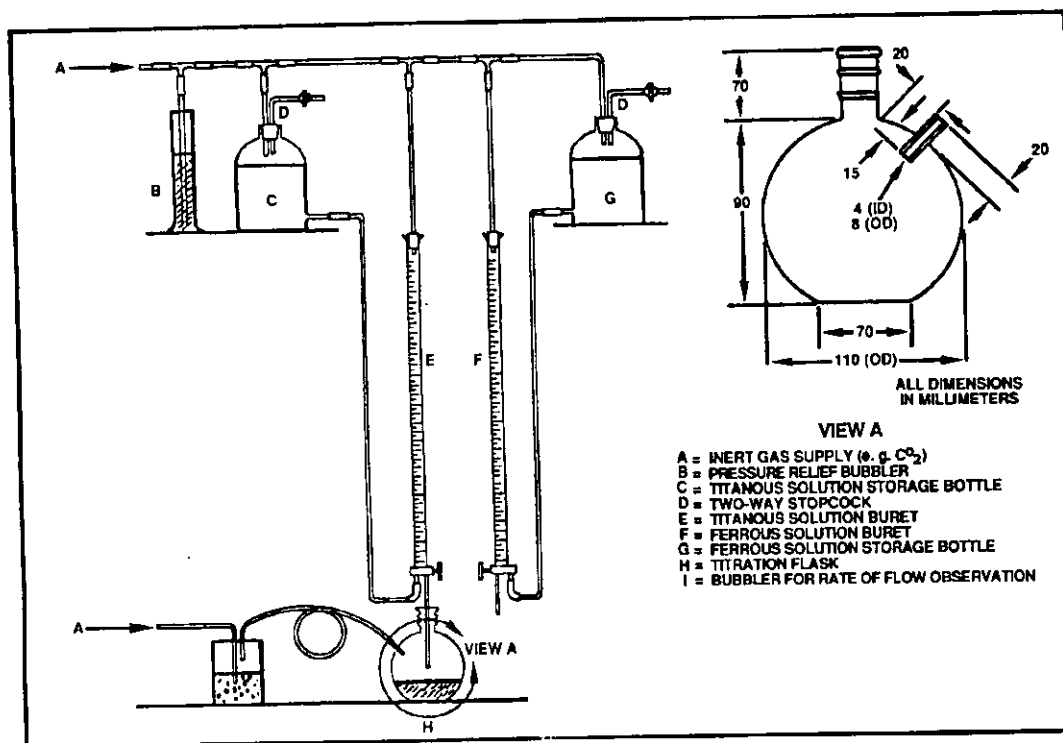 A
B
C
D
D
G
E
F
A
VIEW A
H
20
70
90
15
20
4 (ID)
8 (OD)
70
110 (OD)
ALL DIMENSIONS
IN MILLIMETERS
VIEW A
A = INERT GAS SUPPLY (e. g. CO2)
B = PRESSURE RELIEF BUBBLER
C = TITANOUS SOLUTION STORAGE BOTTLE
D = TWO-WAY STOPCOCK
E = TITANOUS SOLUTION BURET
F = FERROUS SOLUTION BURET
G = FERROUS SOLUTION STORAGE BOTTLE
H = TITRATION FLASK
I = BUBBLER FOR RATE OF FLOW OBSERVATION